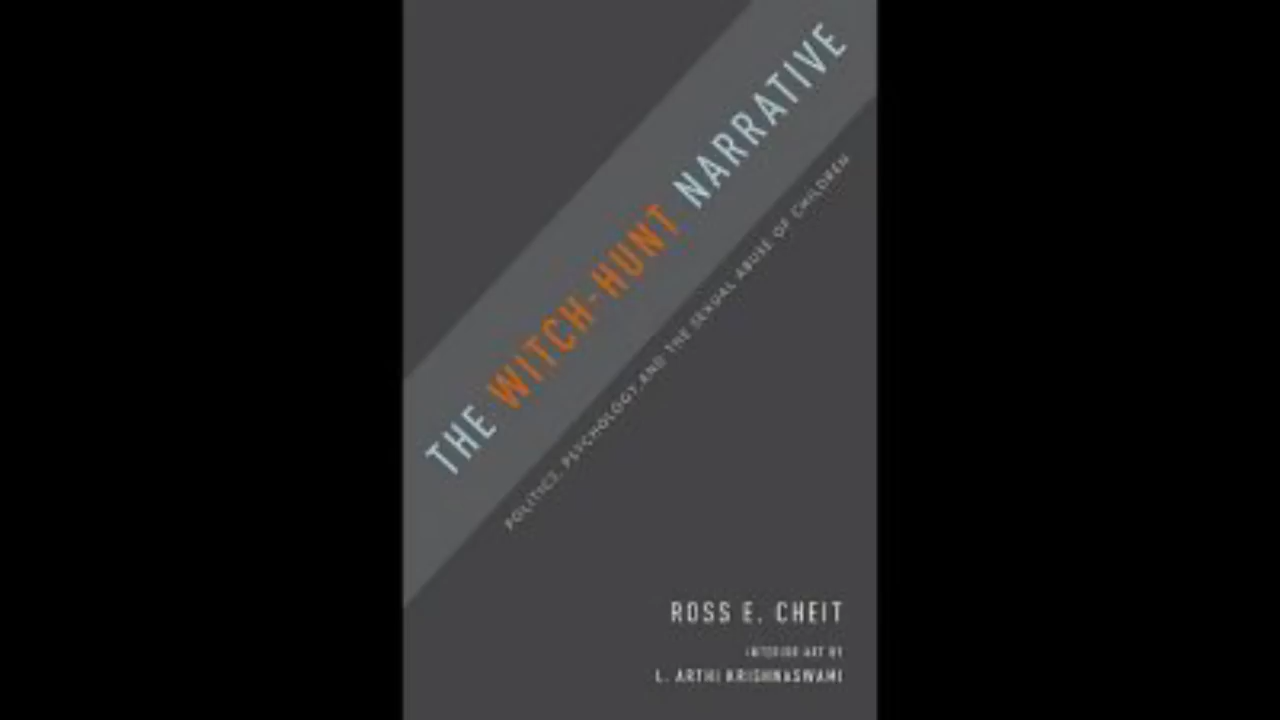 THE WITCH-HUNT NARRATIVE
POLITICS, PSYCHOLOGY, AND THE SEXUAL ABUSE OF CHILDREN
ROSS E. CHEIT
INTERIOR ART BY
L. ARTHI KRISHNASWAMI